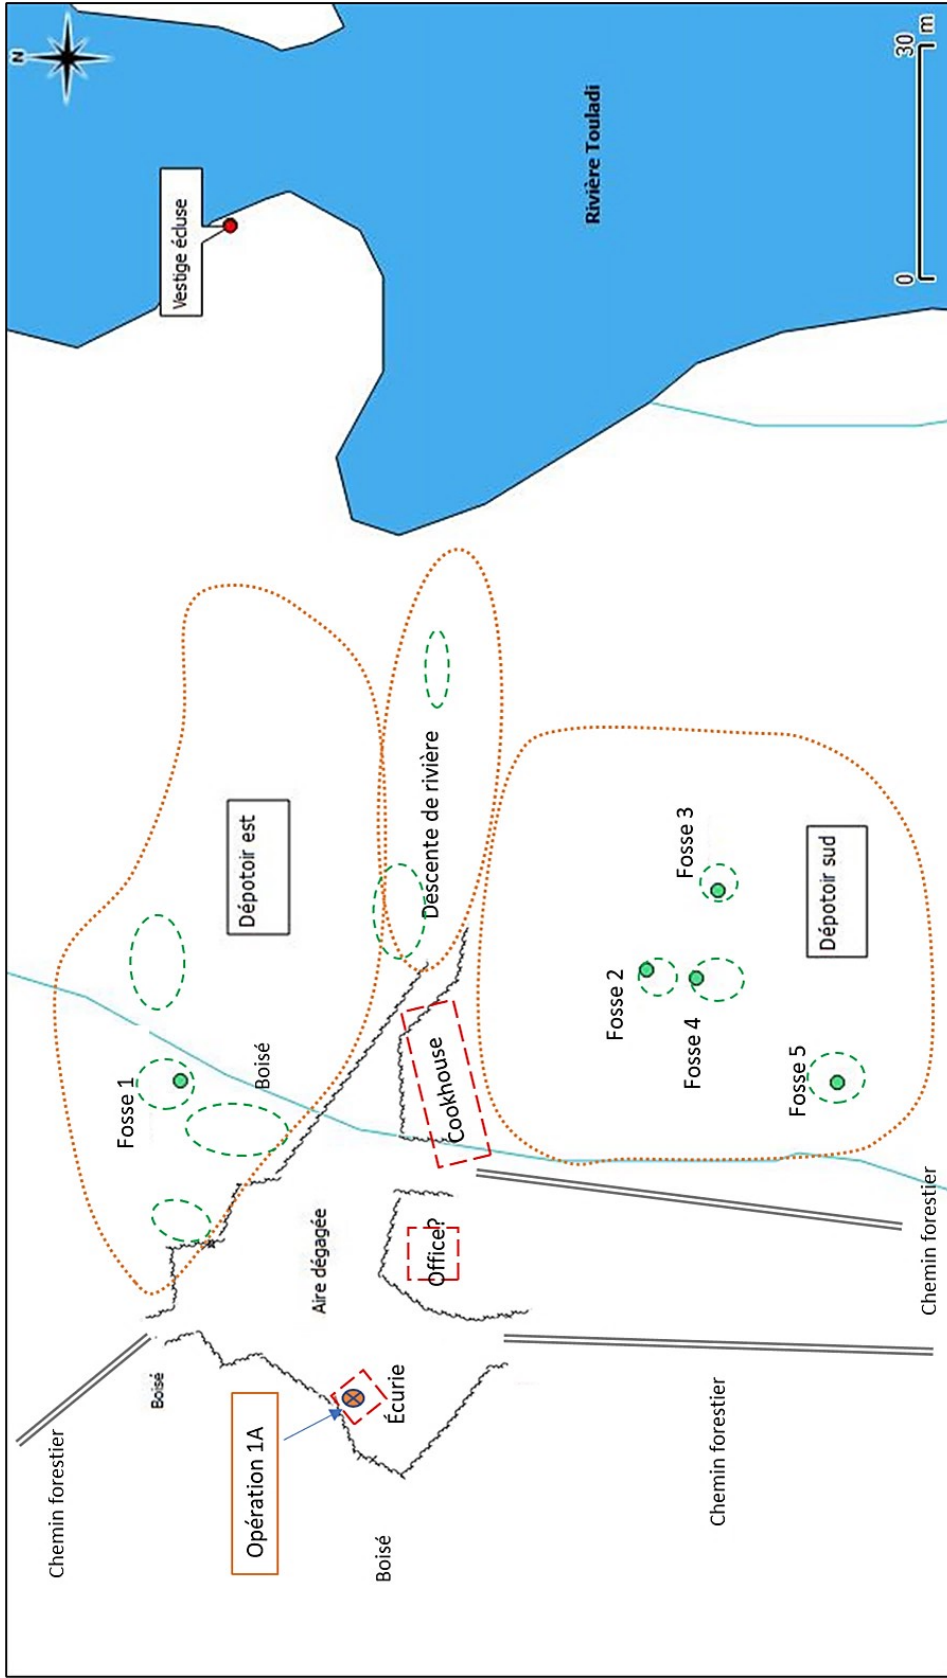 N
Vestige écluse
Rivière Touladi
0
30 m
Chemin forestier
Boisé
Opération 1A
Boisé
Écurie
Aire dégagée
Office?
Cookhouse
Boisé
Fosse 1
Dépotoir est
Descente de rivière
Fosse 2
Fosse 3
Fosse 4
Fosse 5
Dépotoir sud
Chemin forestier
Chemin forestier